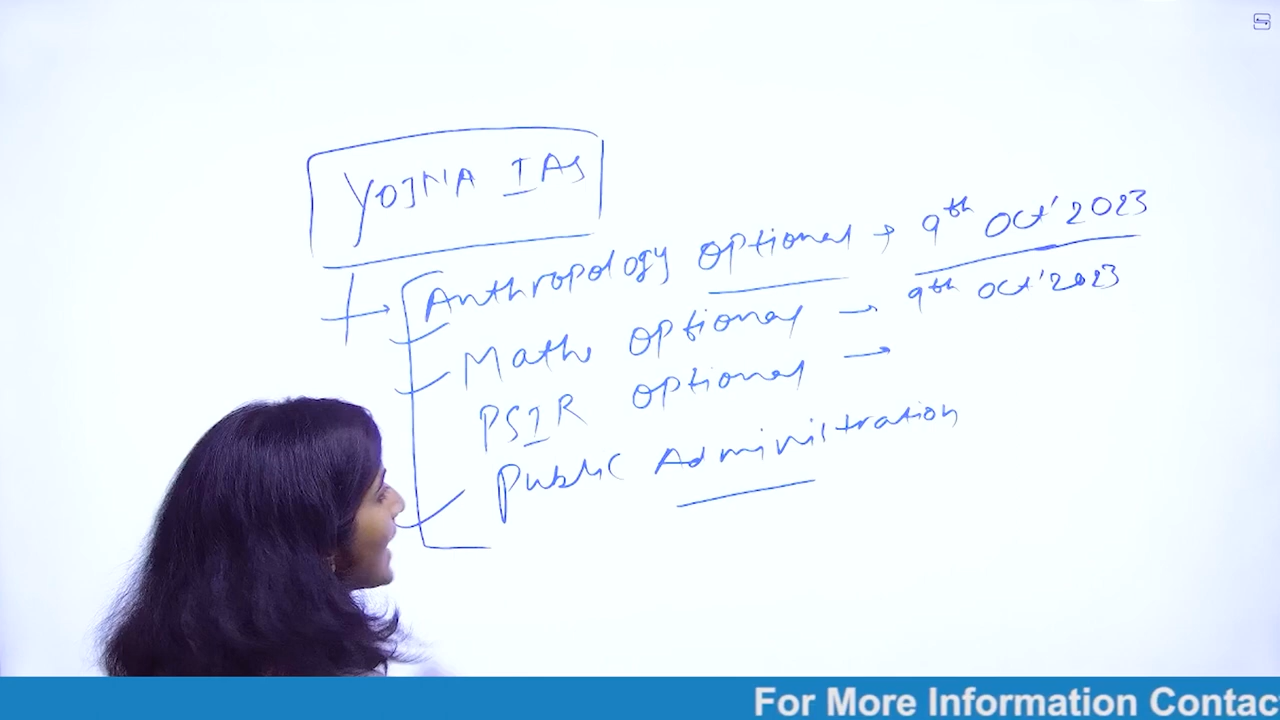 YOJNA IAS
→ Anthropology optional → 9th Oct' 2023
Maths optional → 9th Oct' 2023
PSIR optional →
Public Administration
For More Information Contac